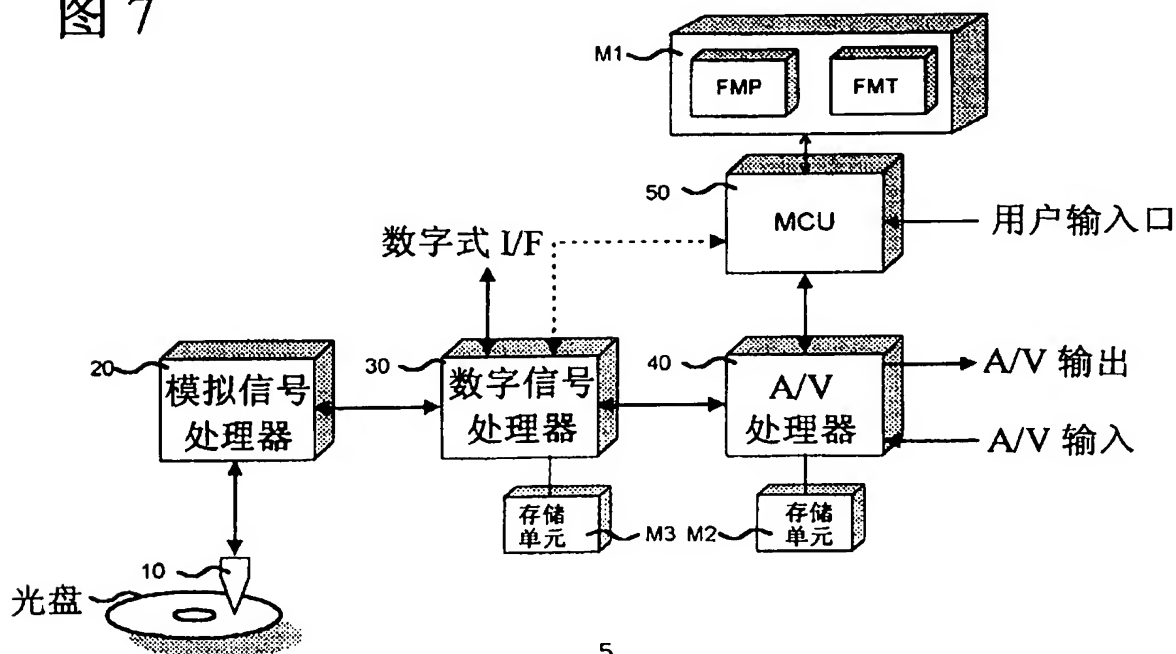 图 7
M1
FMP
FMT
50
MCU
用户输入口
数字式 I/F
20
模拟信号
处理器
30
数字信号
处理器
40
A/V
处理器
A/V 输出
A/V 输入
存储
单元
M3
M2
存储
单元
10
光盘
5